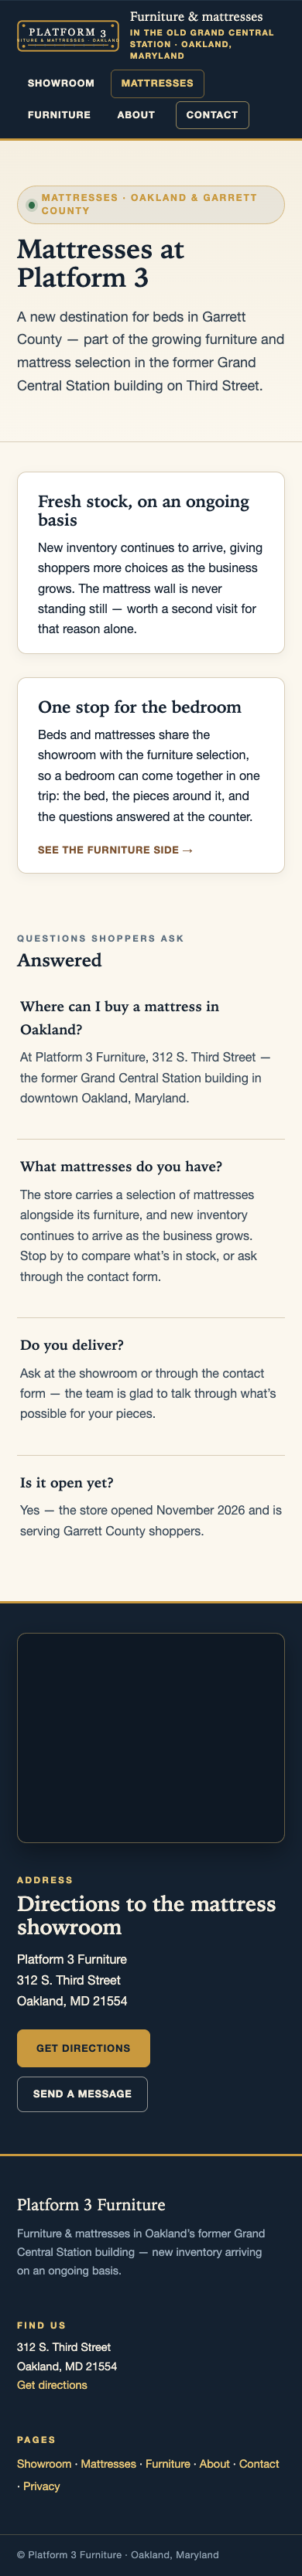 PLATFORM 3
Furniture & mattresses
IN THE OLD GRAND CENTRAL
STATION · OAKLAND,
MARYLAND
SHOWROOM
MATTRESSES
FURNITURE
ABOUT
CONTACT
MATTRESSES · OAKLAND & GARRETT
COUNTY
Mattresses at
Platform 3
A new destination for beds in Garrett
County — part of the growing furniture and
mattress selection in the former Grand
Central Station building on Third Street.
Fresh stock, on an ongoing
basis
New inventory continues to arrive, giving
shoppers more choices as the business
grows. The mattress wall is never
standing still — worth a second visit for
that reason alone.
One stop for the bedroom
Beds and mattresses share the
showroom with the furniture selection,
so a bedroom can come together in one
trip: the bed, the pieces around it, and
the questions answered at the counter.
SEE THE FURNITURE SIDE →
QUESTIONS SHOPPERS ASK
Answered
Where can I buy a mattress in
Oakland?
At Platform 3 Furniture, 312 S. Third Street —
the former Grand Central Station building in
downtown Oakland, Maryland.
What mattresses do you have?
The store carries a selection of mattresses
alongside its furniture, and new inventory
continues to arrive as the business grows.
Stop by to compare what's in stock, or ask
through the contact form.
Do you deliver?
Ask at the showroom or through the contact
form — the team is glad to talk through what's
possible for your pieces.
Is it open yet?
Yes — the store opened November 2026 and is
serving Garrett County shoppers.
ADDRESS
Directions to the mattress
showroom
Platform 3 Furniture
312 S. Third Street
Oakland, MD 21554
GET DIRECTIONS
SEND A MESSAGE
Platform 3 Furniture
Furniture & mattresses in Oakland's former Grand
Central Station building — new inventory arriving
on an ongoing basis.
FIND US
312 S. Third Street
Oakland, MD 21554
Get directions
PAGES
Showroom · Mattresses · Furniture · About · Contact
· Privacy
© Platform 3 Furniture · Oakland, Maryland